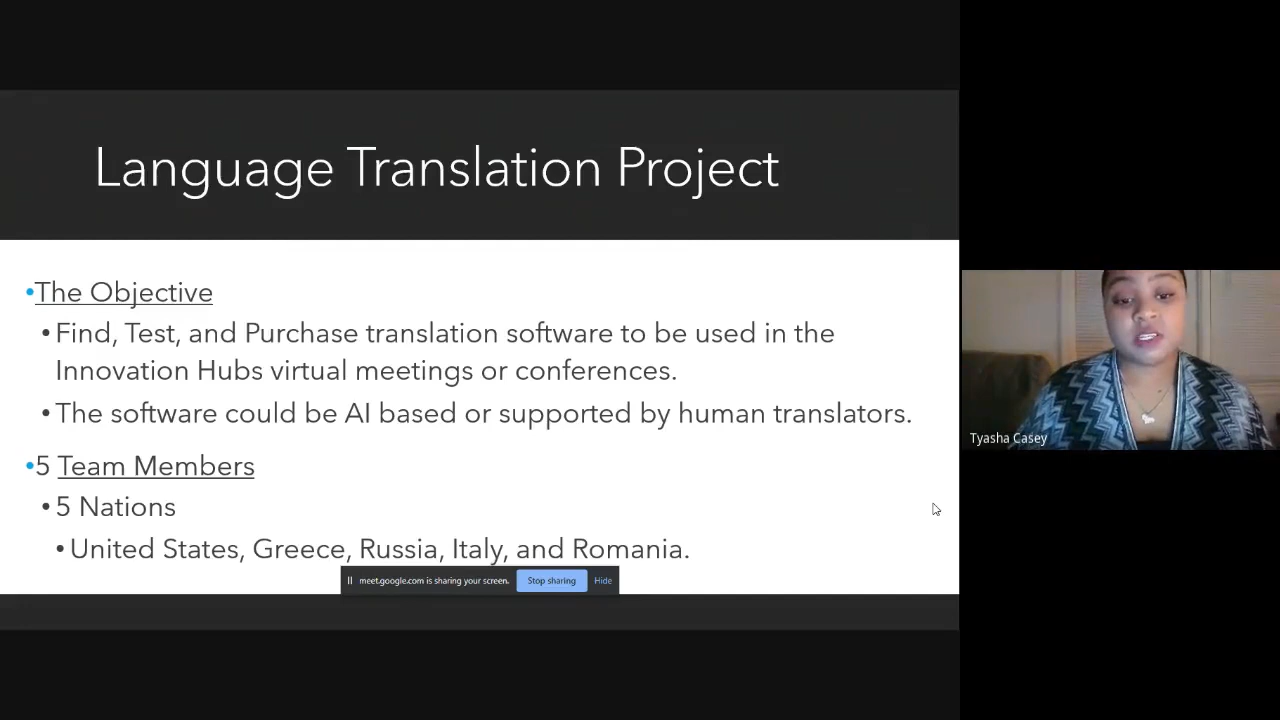 Language Translation Project
•The Objective
•Find, Test, and Purchase translation software to be used in the
Innovation Hubs virtual meetings or conferences.
•The software could be AI based or supported by human translators.
•5 Team Members
•5 Nations
•United States, Greece, Russia, Italy, and Romania.
meet.google.com is sharing your screen. Stop sharing Hide
Tyasha Casey